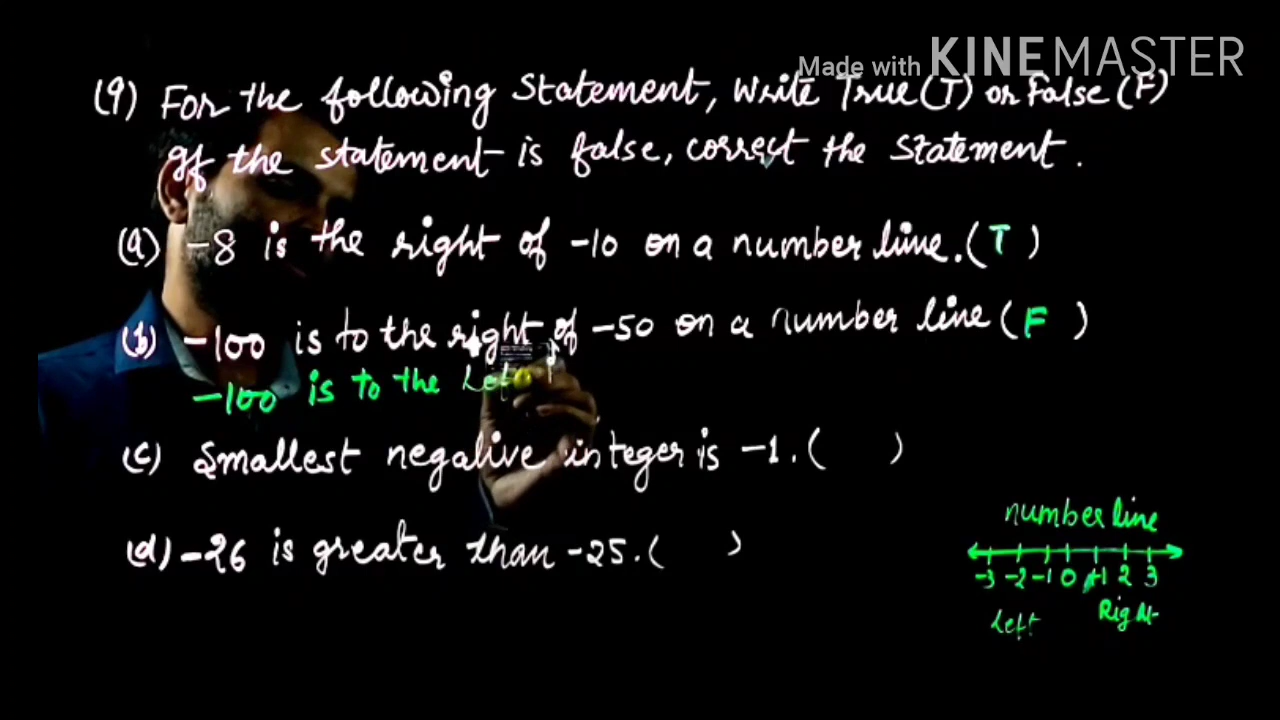 Made with KINEMASTER
(9) For the following Statement, Write True(T) or False (F)
If the statement is false, correct the statement.
(a) -8 is the right of -10 on a number line. (T)
(b) -100 is to the right of -50 on a number line (F)
-100 is to the Left
(c) Smallest negative integer is -1. ( )
(d) -26 is greater than -25. ( )
number line
-3 -2 -1 0 +1 2 3
Left Right